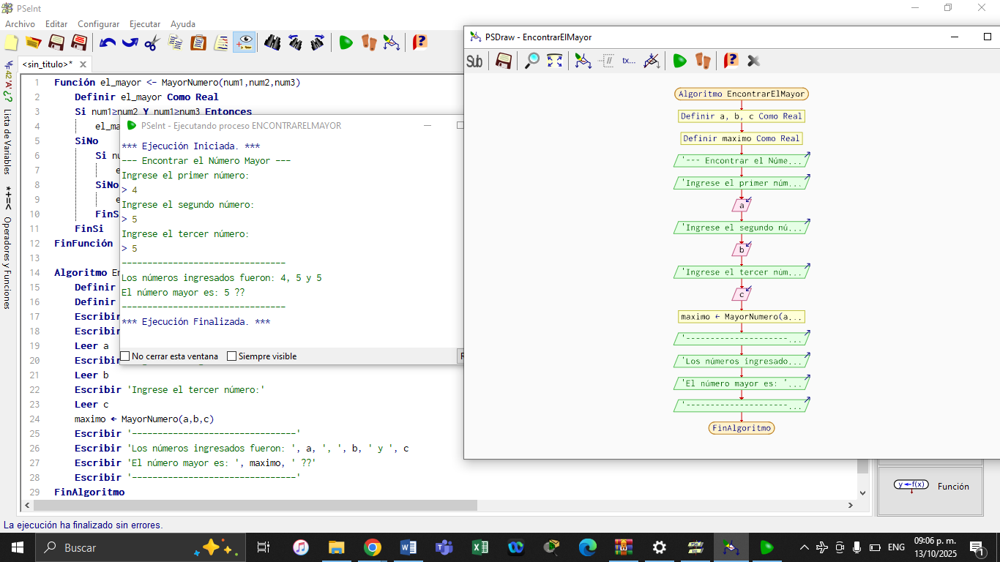 PSeInt
Archivo Editar Configurar Ejecutar Ayuda
<sin_titulo>* X
Lista de Variables
*+=< Operadores y Funciones
1 Función el_mayor <- MayorNumero(num1,num2,num3)
2 Definir el_mayor Como Real
3 Si num1≥num2 Y num1≥num3 Entonces
4 el_ma
5 SiNo
6 Si nu
7 e
8 SiNo
9 e
10 FinS
11 FinSi
12 FinFunción
13
14 Algoritmo En
15 Definir
16 Definir
17 Escribir
18 Escribir
19 Leer a
20 Escribir
21 Leer b
22 Escribir 'Ingrese el tercer número:'
23 Leer c
24 maximo ← MayorNumero(a,b,c)
25 Escribir '--------------------------------'
26 Escribir 'Los números ingresados fueron: ', a, ', ', b, ' y ', c
27 Escribir 'El número mayor es: ', maximo, ' ??'
28 Escribir '--------------------------------'
29 FinAlgoritmo
La ejecución ha finalizado sin errores.
PSeInt - Ejecutando proceso ENCONTRARELMAYOR
*** Ejecución Iniciada. ***
--- Encontrar el Número Mayor ---
Ingrese el primer número:
> 4
Ingrese el segundo número:
> 5
Ingrese el tercer número:
> 5
--------------------------------
Los números ingresados fueron: 4, 5 y 5
El número mayor es: 5 ??
--------------------------------
*** Ejecución Finalizada. ***
No cerrar esta ventana Siempre visible
PSDraw - EncontrarElMayor
Sub tx...
Algoritmo EncontrarElMayor
Definir a, b, c Como Real
Definir maximo Como Real
'--- Encontrar el Núme...
'Ingrese el primer núm...
a
'Ingrese el segundo nú...
b
'Ingrese el tercer núm...
c
maximo ← MayorNumero(a...
'---------------------...
'Los números ingresado...
'El número mayor es: '...
'---------------------...
FinAlgoritmo
y←f(x) Función
Buscar
ENG
09:06 p. m.
13/10/2025
1